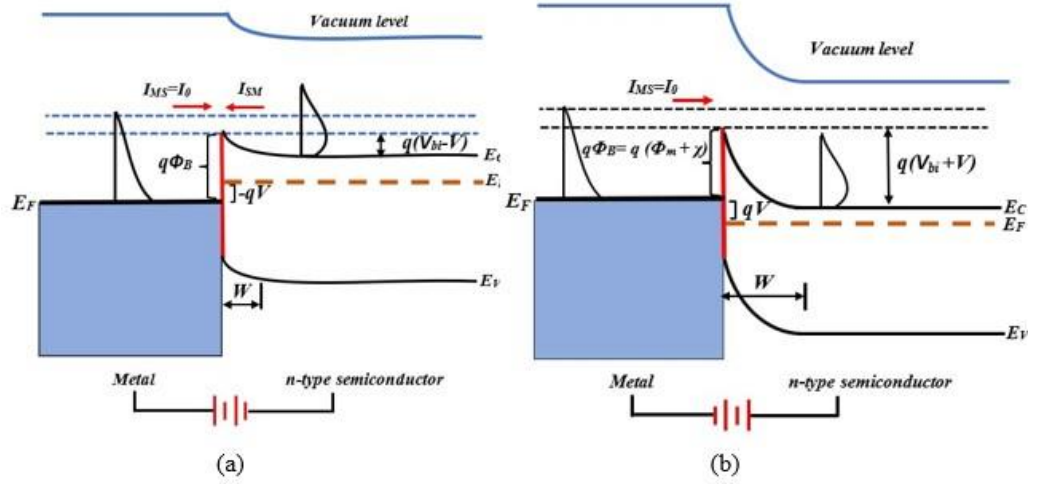 Vacuum level
I_MS=I_0
I_SM
q(V_bi-V)
E_C
qΦ_B
-qV
E_F
E_V
W
Metal
n-type semiconductor
(a)
Vacuum level
I_MS=I_0
qΦ_B= q (Φ_m+χ)
q(V_bi+V)
E_F
qV
E_C
E_F
W
E_V
Metal
n-type semiconductor
(b)